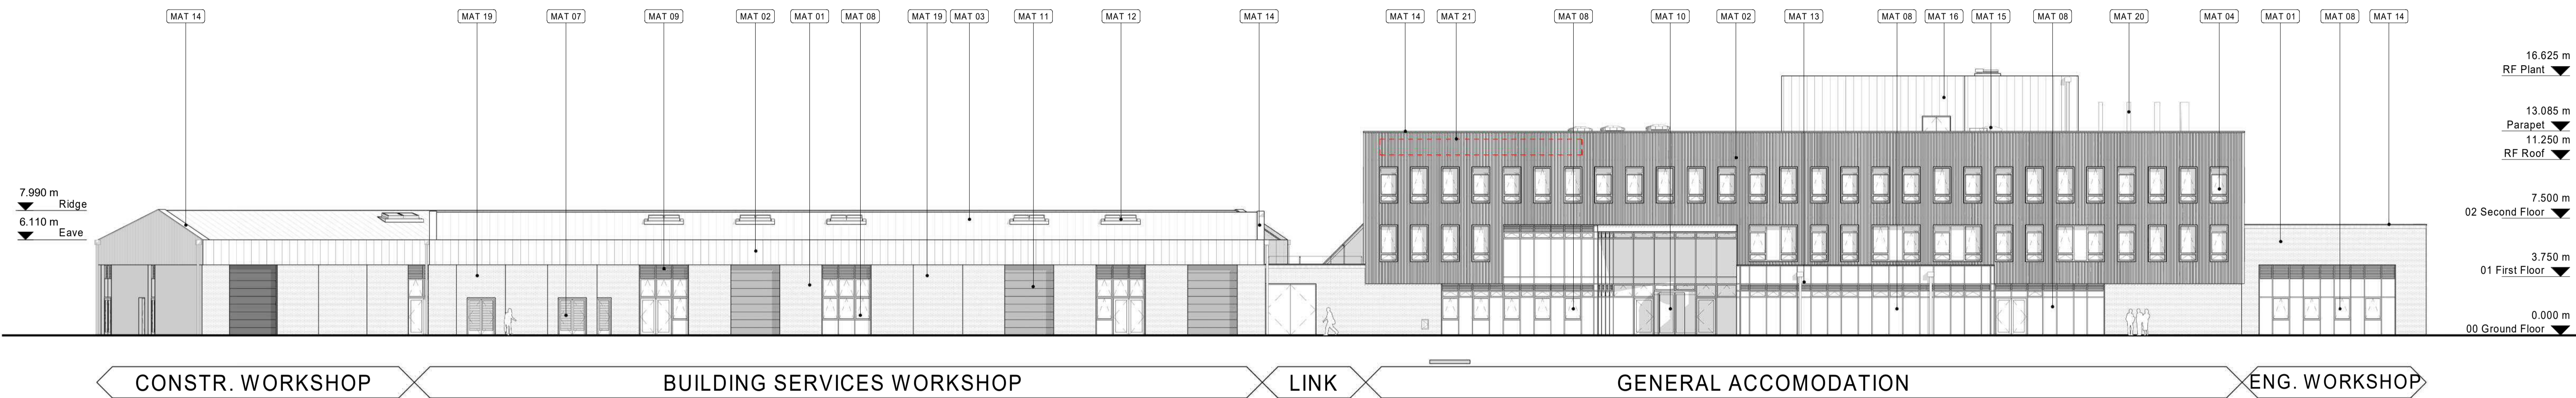 MAT 14
MAT 19
MAT 07
MAT 09
MAT 02
MAT 01
MAT 08
MAT 19
MAT 03
MAT 11
MAT 12
MAT 14
MAT 14
MAT 21
MAT 08
MAT 10
MAT 02
MAT 13
MAT 08
MAT 16
MAT 15
MAT 08
MAT 20
MAT 04
MAT 01
MAT 08
MAT 14
7.990 m
Ridge
6.110 m
Eave
16.625 m
RF Plant
13.085 m
Parapet
11.250 m
RF Roof
7.500 m
02 Second Floor
3.750 m
01 First Floor
0.000 m
00 Ground Floor
CONSTR. WORKSHOP
BUILDING SERVICES WORKSHOP
LINK
GENERAL ACCOMODATION
ENG. WORKSHOP